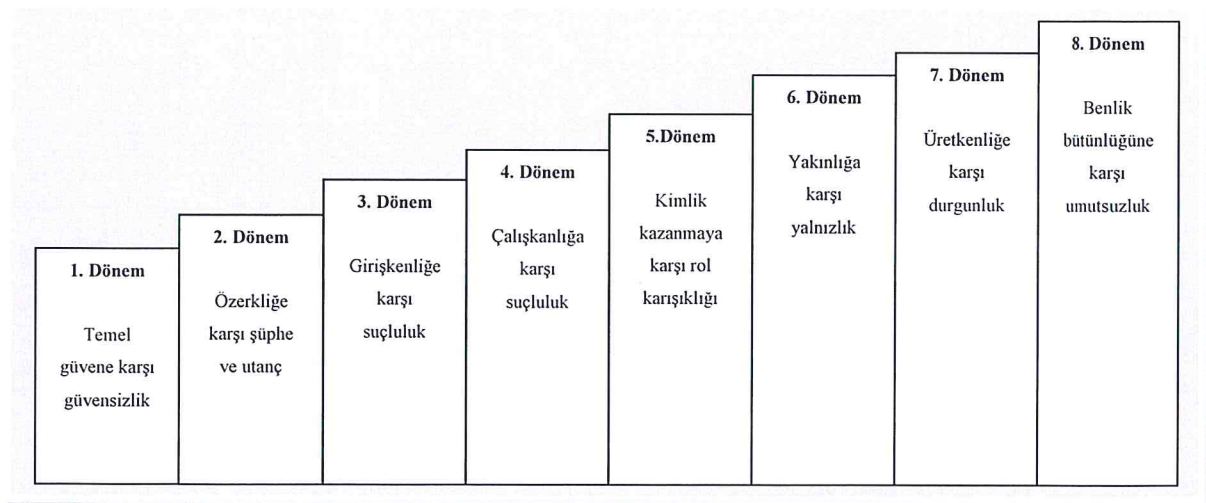 1. Dönem
Temel
güvene karşı
güvensizlik
2. Dönem
Özerkliğe
karşı şüphe
ve utanç
3. Dönem
Girişkenliğe
karşı
suçluluk
4. Dönem
Çalışkanlığa
karşı
suçluluk
5.Dönem
Kimlik
kazanmaya
karşı rol
karışıklığı
6. Dönem
Yakınlığa
karşı
yalnızlık
7. Dönem
Üretkenliğe
karşı
durgunluk
8. Dönem
Benlik
bütünlüğüne
karşı
umutsuzluk